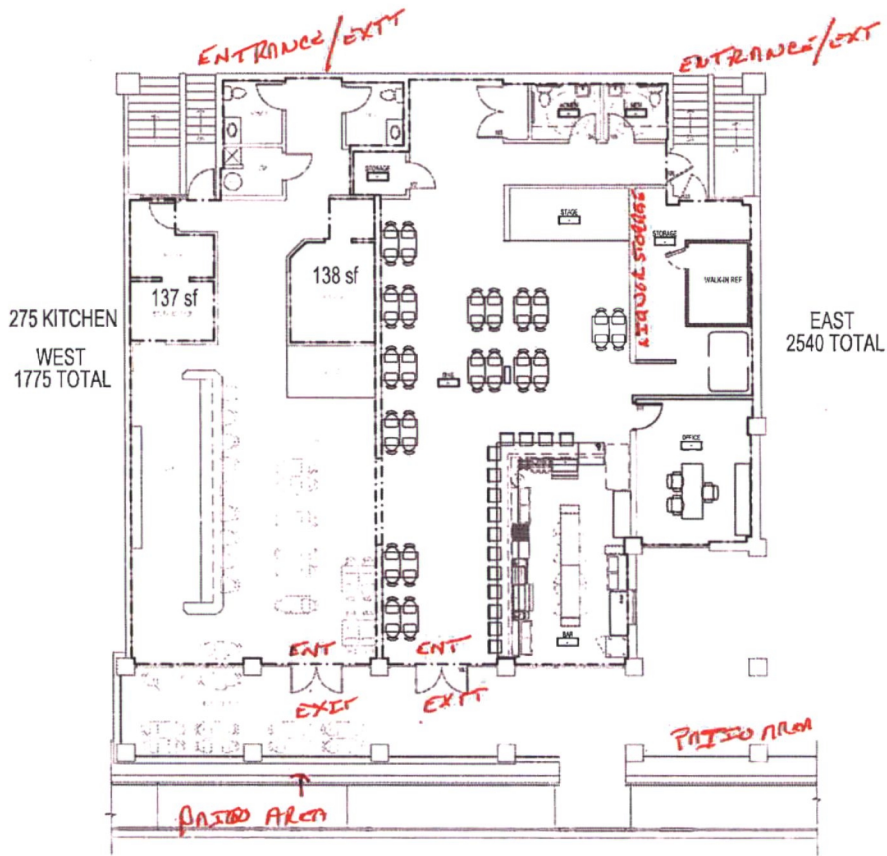 ENTRANCE/EXIT
ENTRANCE/EXT
WOMEN
MEN
STORAGE
STAGE
STORAGE
LIQUOR STORAGE
WALK-IN REF
137 sf
138 sf
275 KITCHEN
WEST
1775 TOTAL
EAST
2540 TOTAL
OFFICE
BAR
ENT
EXIT
ENT
EXIT
PATIO AREA
PATIO AREA